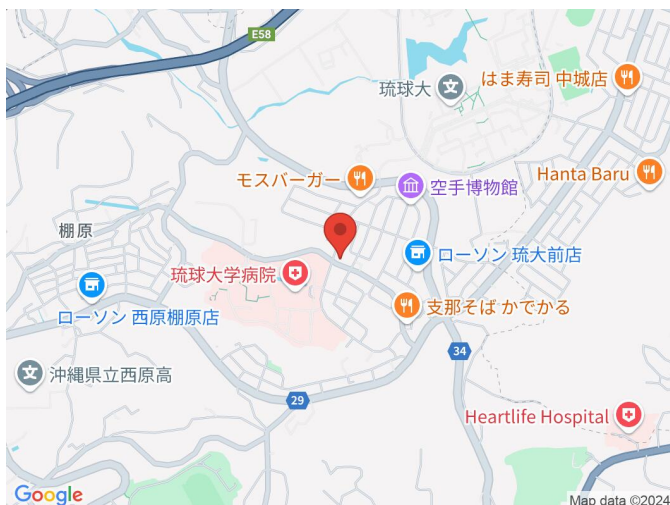 E58
琉球大
はま寿司 中城店
モスバーガー
空手博物館
Hanta Baru
棚原
琉球大学病院
ローソン 琉大前店
ローソン 西原棚原店
支那そば かでかる
34
沖縄県立西原高
29
Heartlife Hospital
Google
Map data ©2024